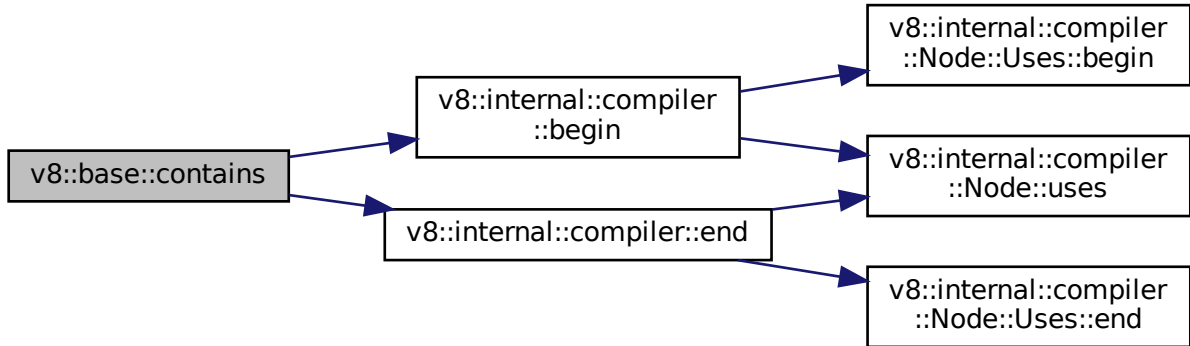 v8::base::contains
v8::internal::compiler
::begin
v8::internal::compiler::end
v8::internal::compiler
::Node::Uses::begin
v8::internal::compiler
::Node::uses
v8::internal::compiler
::Node::Uses::end